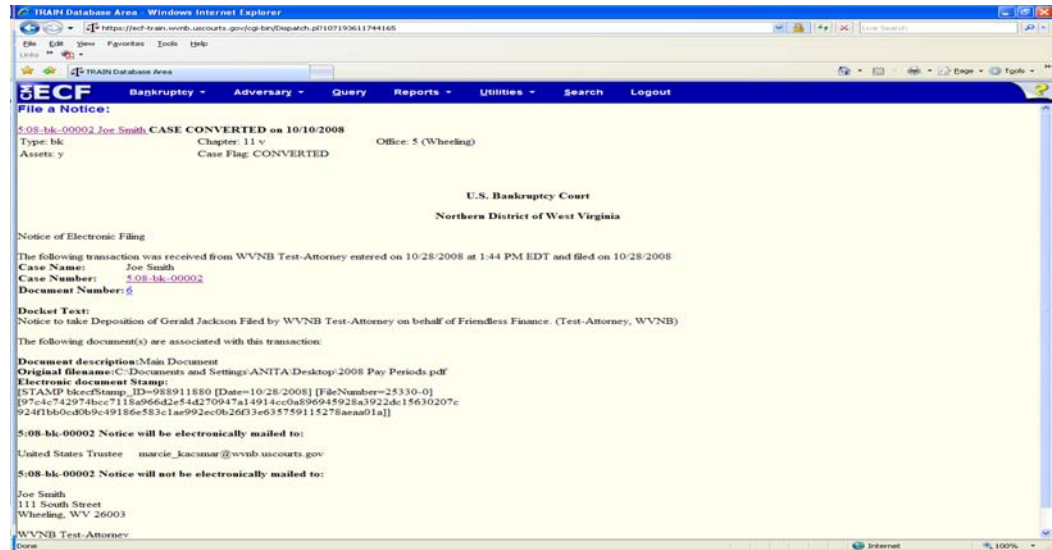 TRAIN Database Area - Windows Internet Explorer
https://ecf-train.wvnb.uscourts.gov/cgi-bin/Dispatch.pl?107193611744165
Live Search
File Edit View Favorites Tools Help
Links
TRAIN Database Area
Page Tools
ECF Bankruptcy Adversary Query Reports Utilities Search Logout
File a Notice:
5:08-bk-00002 Joe Smith CASE CONVERTED on 10/10/2008
Type: bk Chapter: 11 v Office: 5 (Wheeling)
Assets: y Case Flag: CONVERTED
U.S. Bankruptcy Court
Northern District of West Virginia
Notice of Electronic Filing
The following transaction was received from WVNB Test-Attorney entered on 10/28/2008 at 1:44 PM EDT and filed on 10/28/2008
Case Name: Joe Smith
Case Number: 5:08-bk-00002
Document Number: 6
Docket Text:
Notice to take Deposition of Gerald Jackson Filed by WVNB Test-Attorney on behalf of Friendless Finance. (Test-Attorney, WVNB)
The following document(s) are associated with this transaction:
Document description:Main Document
Original filename:C:\Documents and Settings\ANITA\Desktop\2008 Pay Periods.pdf
Electronic document Stamp:
[STAMP bkecfStamp_ID=988911880 [Date=10/28/2008] [FileNumber=25330-0]
[97c4c742974bcc7118a966d2e54d270947a14914cc0a896945928a3922dc15630207c
924f1bb0cd0b9c49186e583c1ae992ec0b26f33e635759115278aeaa01a]]
5:08-bk-00002 Notice will be electronically mailed to:
United States Trustee marcie_kacsmar@wvnb.uscourts.gov
5:08-bk-00002 Notice will not be electronically mailed to:
Joe Smith
111 South Street
Wheeling, WV 26003
WVNB Test-Attorney
Done Internet 100%